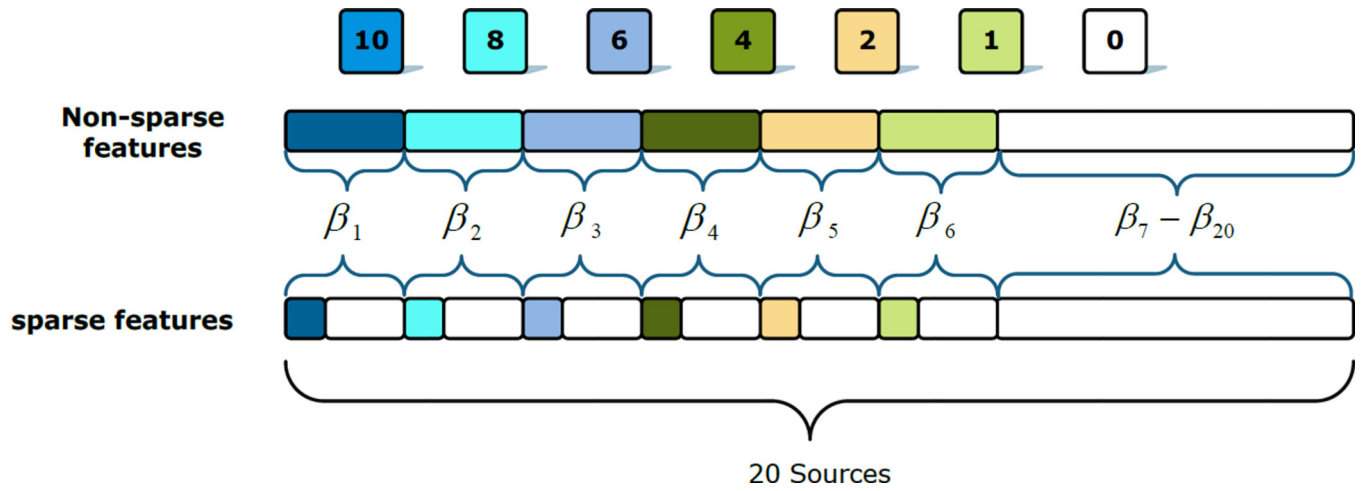 10 8 6 4 2 1 0
Non-sparse
features
β₁ β₂ β₃ β₄ β₅ β₆ β₇ − β₂₀
sparse features
20 Sources